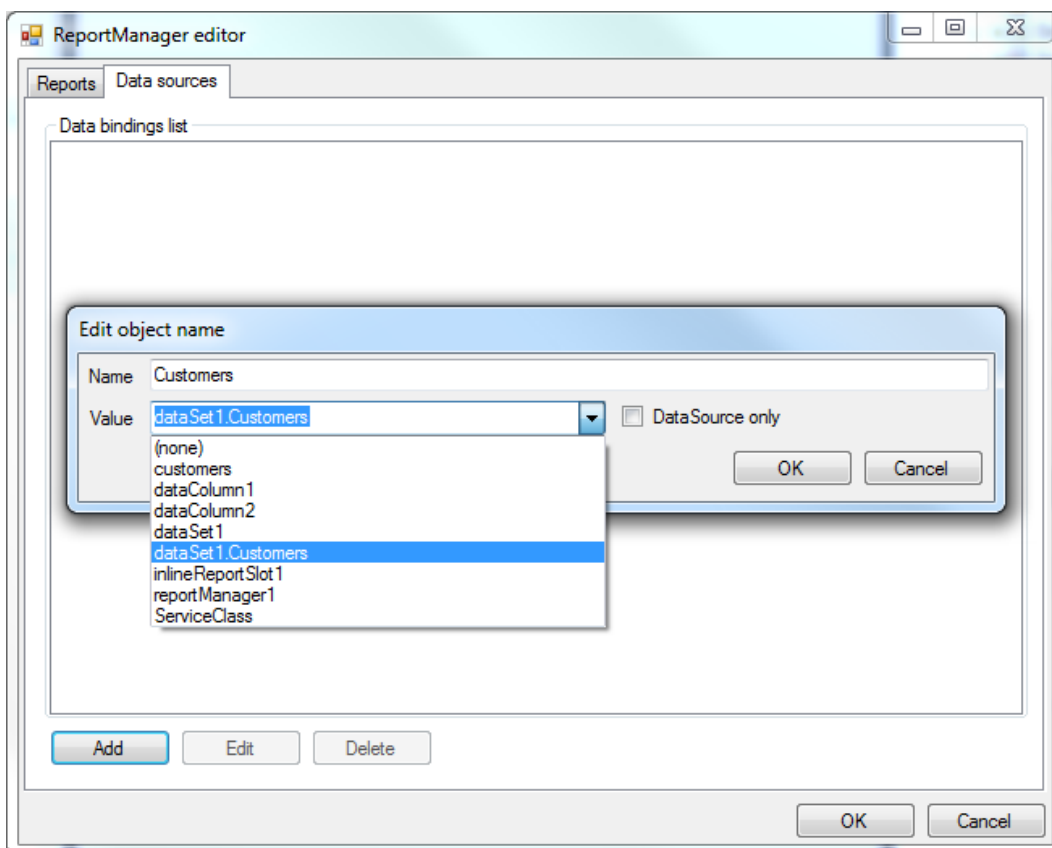 ReportManager editor
Reports Data sources
Data bindings list
Edit object name
Name Customers
Value dataSet1.Customers DataSource only
(none)
customers
OK Cancel
dataColumn1
dataColumn2
dataSet1
dataSet1.Customers
inlineReportSlot1
reportManager1
ServiceClass
Add Edit Delete
OK Cancel